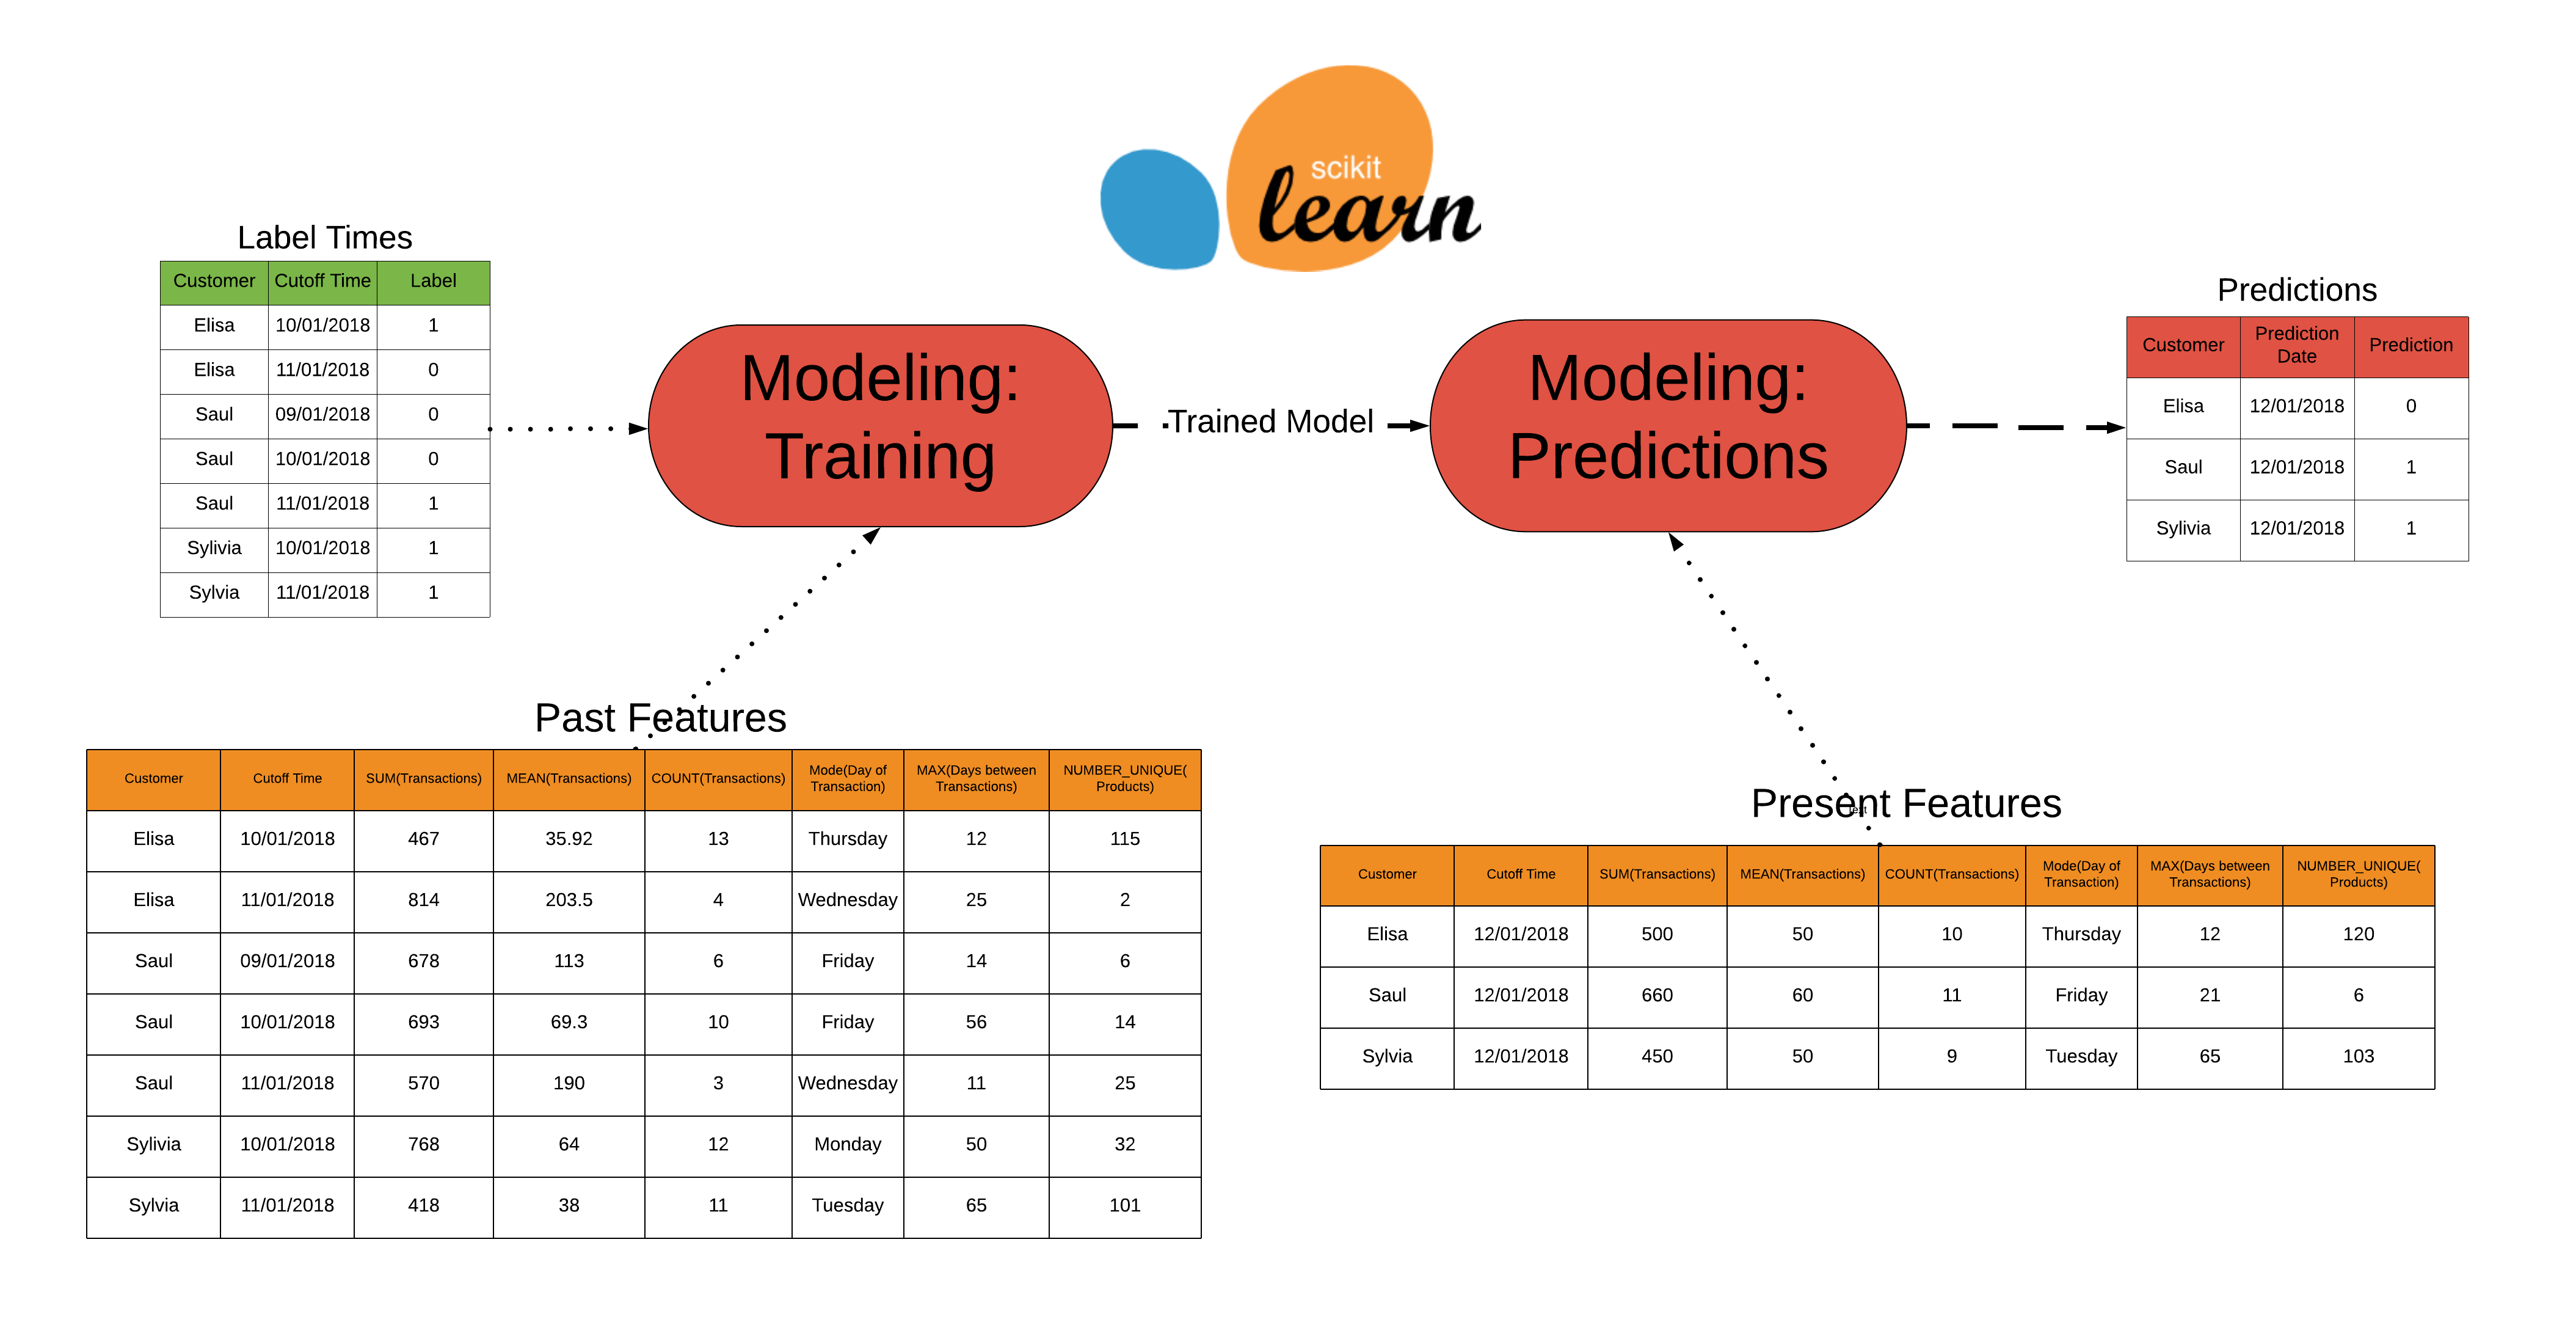 scikit
learn
Label Times
Customer Cutoff Time Label
Elisa 10/01/2018 1
Elisa 11/01/2018 0
Saul 09/01/2018 0
Saul 10/01/2018 0
Saul 11/01/2018 1
Sylivia 10/01/2018 1
Sylvia 11/01/2018 1
Modeling:
Training
Trained Model
Modeling:
Predictions
Predictions
Customer Prediction Date Prediction
Elisa 12/01/2018 0
Saul 12/01/2018 1
Sylivia 12/01/2018 1
Past Features
Customer Cutoff Time SUM(Transactions) MEAN(Transactions) COUNT(Transactions) Mode(Day of Transaction) MAX(Days between Transactions) NUMBER_UNIQUE( Products)
Elisa 10/01/2018 467 35.92 13 Thursday 12 115
Elisa 11/01/2018 814 203.5 4 Wednesday 25 2
Saul 09/01/2018 678 113 6 Friday 14 6
Saul 10/01/2018 693 69.3 10 Friday 56 14
Saul 11/01/2018 570 190 3 Wednesday 11 25
Sylivia 10/01/2018 768 64 12 Monday 50 32
Sylvia 11/01/2018 418 38 11 Tuesday 65 101
Present Features
Text
Customer Cutoff Time SUM(Transactions) MEAN(Transactions) COUNT(Transactions) Mode(Day of Transaction) MAX(Days between Transactions) NUMBER_UNIQUE( Products)
Elisa 12/01/2018 500 50 10 Thursday 12 120
Saul 12/01/2018 660 60 11 Friday 21 6
Sylvia 12/01/2018 450 50 9 Tuesday 65 103